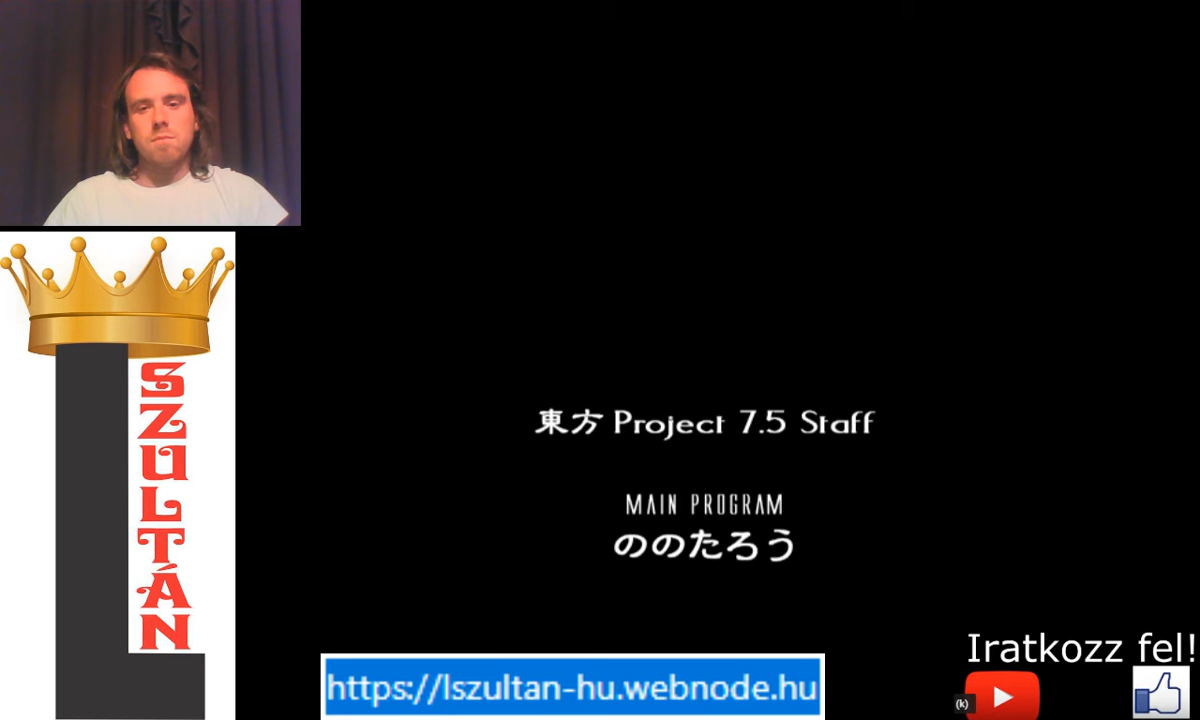 SZULTÁN
東方 Project 7.5 Staff
MAIN PROGRAM
ののたろう
Iratkozz fel!
https://lszultan-hu.webnode.hu
(k)